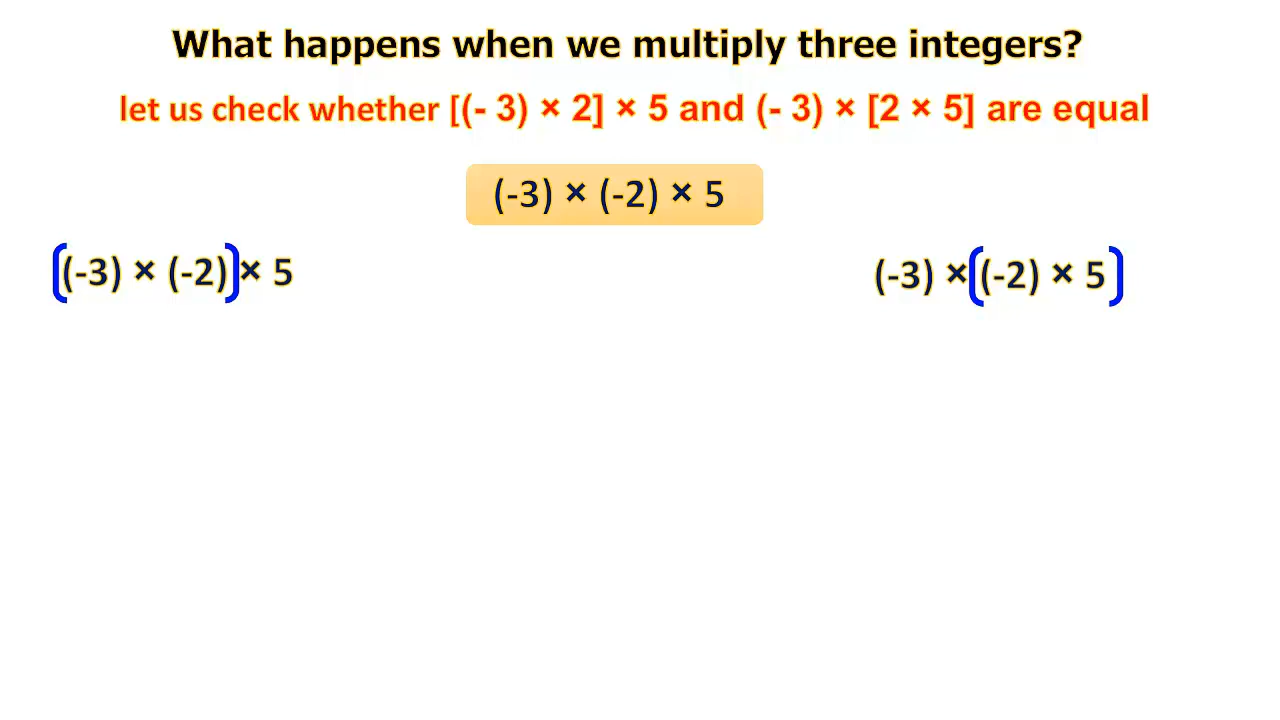 What happens when we multiply three integers?
let us check whether [(- 3) × 2] × 5 and (- 3) × [2 × 5] are equal
(-3) × (-2) × 5
[(-3) × (-2)] × 5
(-3) × [(-2) × 5]